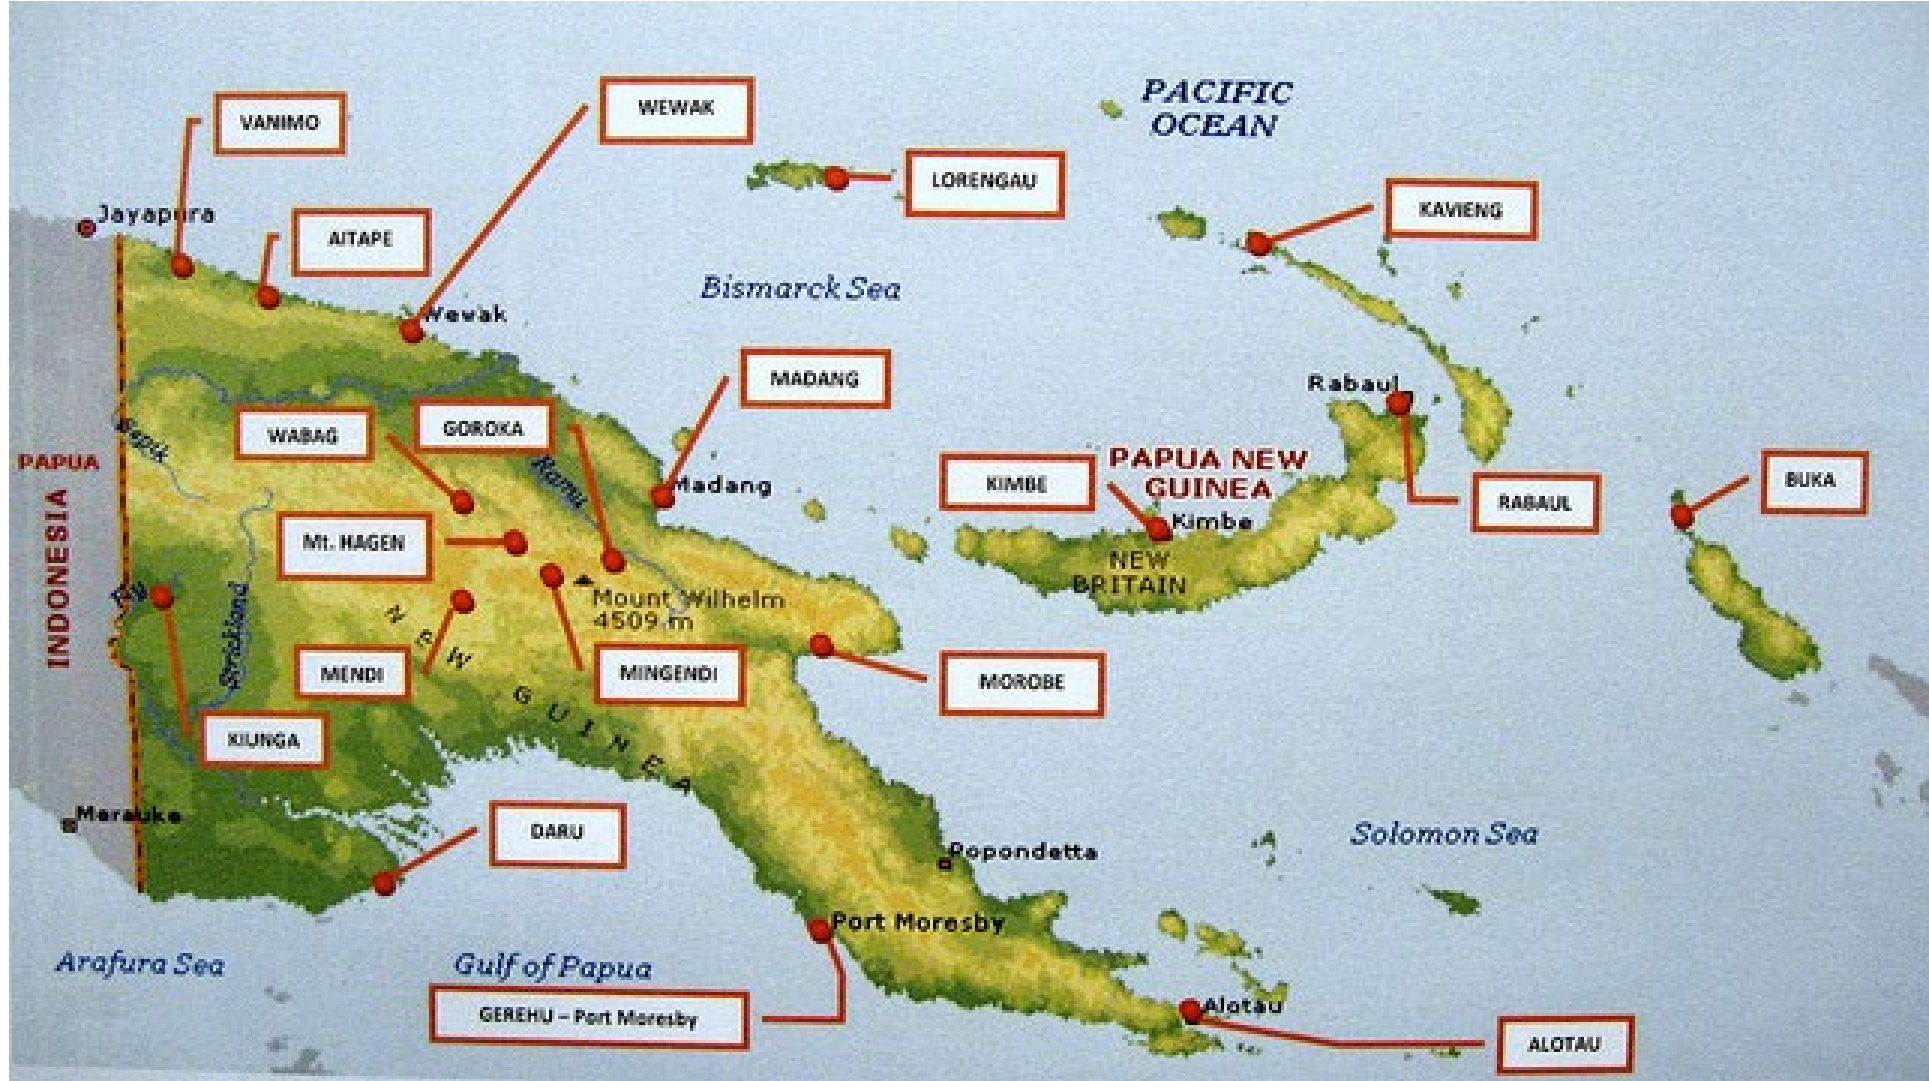 PACIFIC
OCEAN
WEWAK
VANIMO
LORENGAU
KAVIENG
Jayapura
AITAPE
Bismarck Sea
Wewak
MADANG
Rabaul
WABAG
GOROKA
Sepik
PAPUA
INDONESIA
Ramu
Madang
PAPUA NEW
GUINEA
KIMBE
Kimbe
RABAUL
BUKA
Mt. HAGEN
NEW
BRITAIN
Mount Wilhelm
4509 m
Strickland
NEW GUINEA
MENDI
MINGENDI
MOROBE
KIUNGA
Merauke
DARU
Popondetta
Solomon Sea
Port Moresby
Arafura Sea
Gulf of Papua
GEREHU – Port Moresby
Alotau
ALOTAU